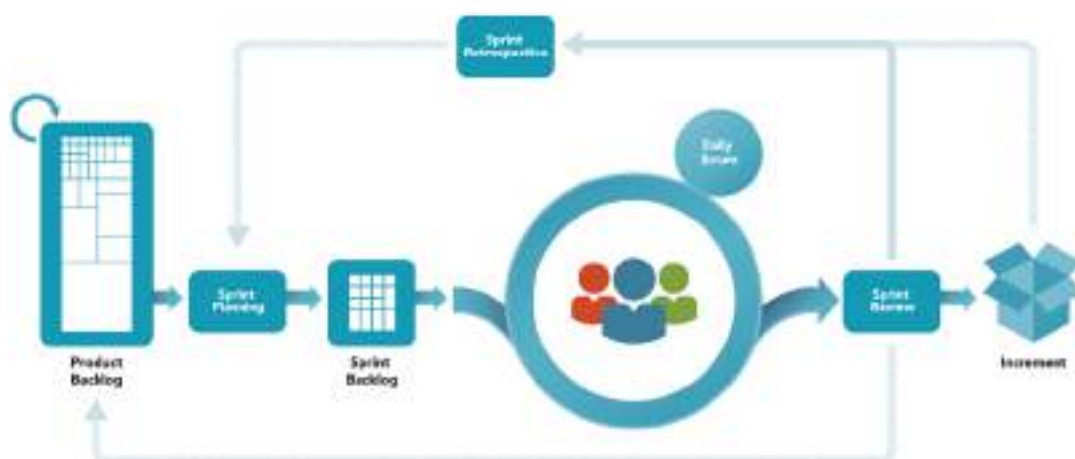 Sprint
Retrospective
Daily
Scrum
Sprint
Planning
Sprint
Review
Product
Backlog
Sprint
Backlog
Increment